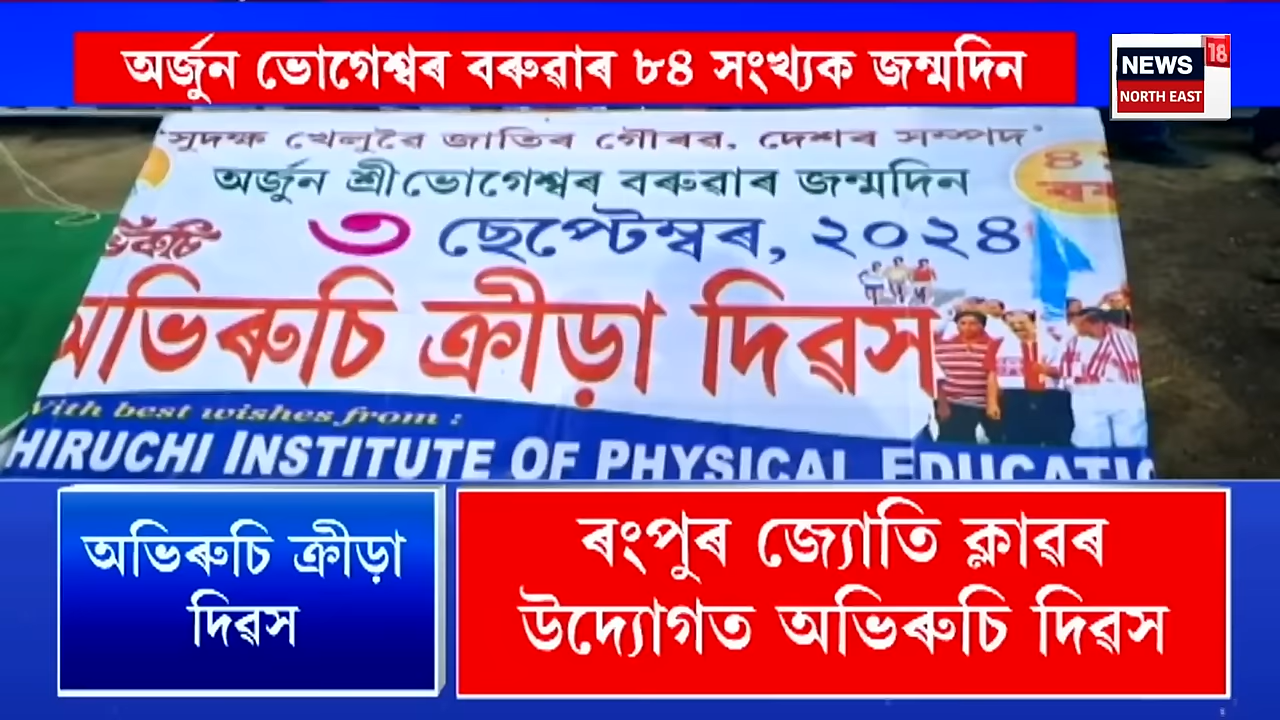 অৰ্জুন ভোগেশ্বৰ বৰুৱাৰ ৮৪ সংখ্যক জন্মদিন
NEWS 18
NORTH EAST
'সুদক্ষ খেলুৱৈ জাতিৰ গৌৰৱ, দেশৰ সম্পদ'
অৰ্জুন শ্ৰীভোগেশ্বৰ বৰুৱাৰ জন্মদিন
৩ ছেপ্টেম্বৰ, ২০২৪
অভিৰুচি ক্ৰীড়া দিৱস
With best wishes from :
HIRUCHI INSTITUTE OF PHYSICAL EDUCATIO
অভিৰুচি ক্ৰীড়া
দিৱস
ৰংপুৰ জ্যোতি ক্লাৱৰ
উদ্যোগত অভিৰুচি দিৱস